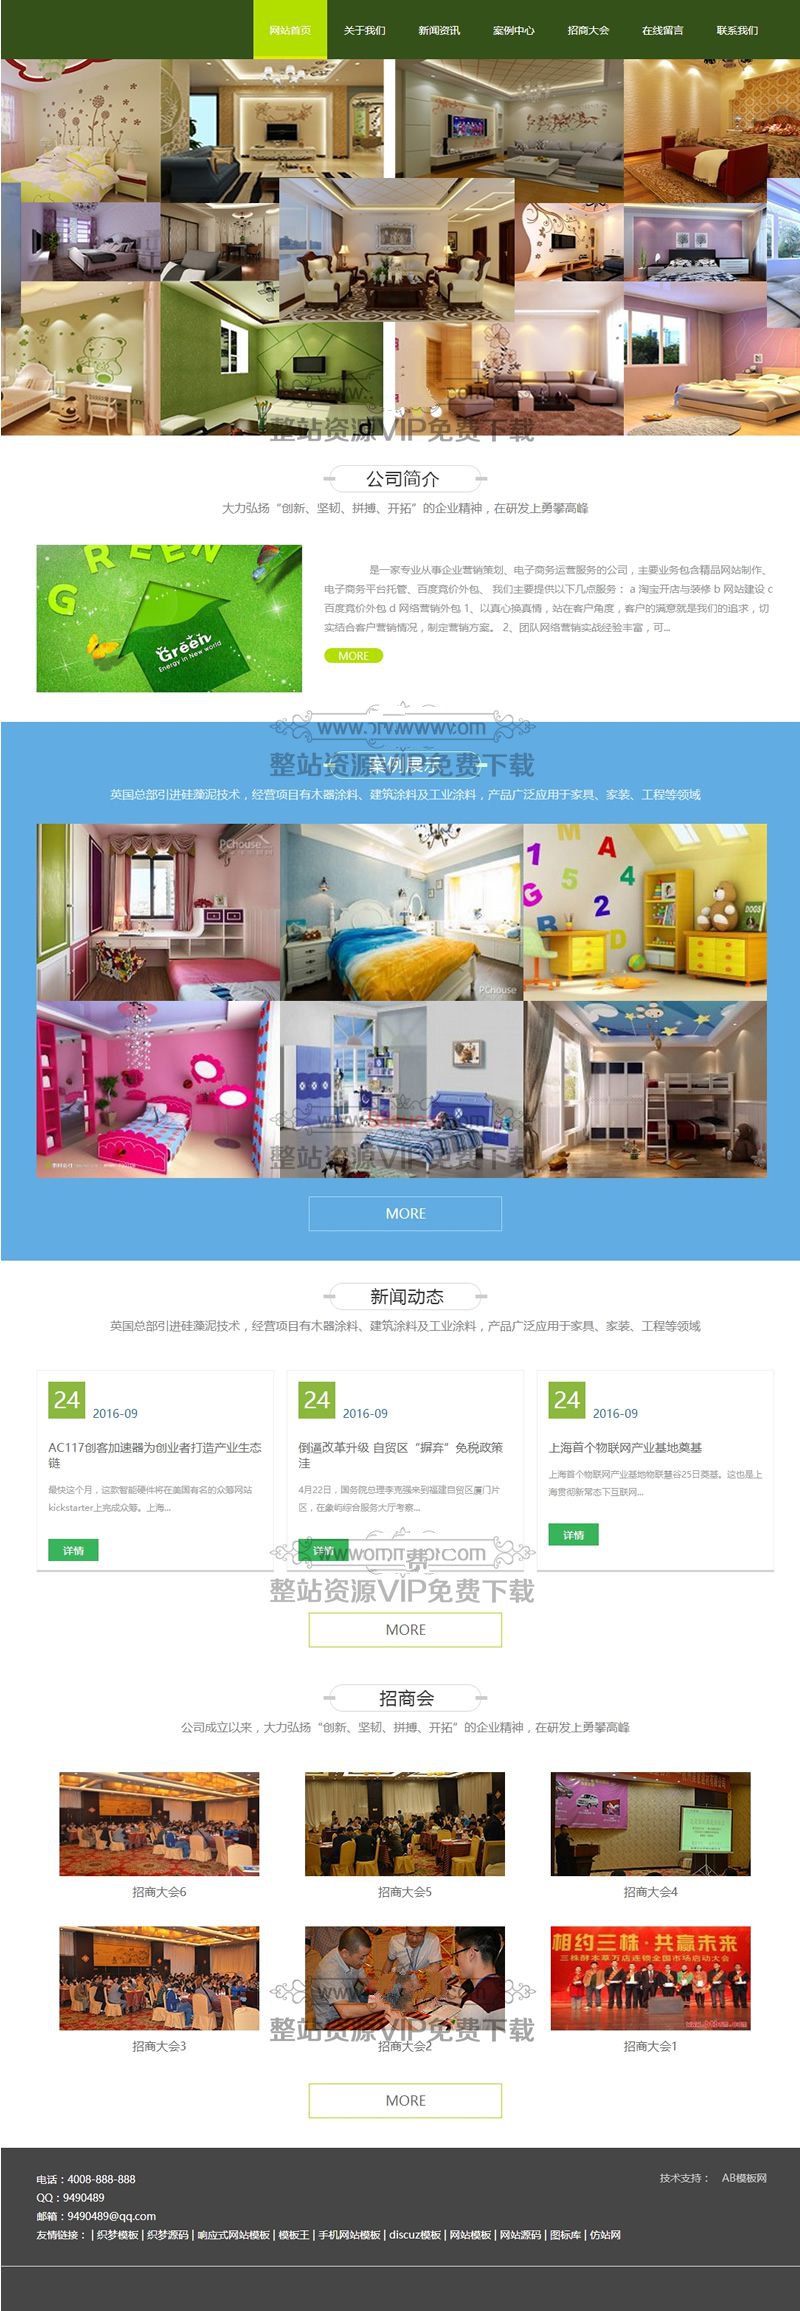 网站首页 关于我们 新闻资讯 案例中心 招商大会 在线留言 联系我们
整站资源VIP免费下载
公司简介
大力弘扬“创新、坚韧、拼搏、开拓”的企业精神，在研发上勇攀高峰
GREEN
Green
Energy in New world
是一家专业从事企业营销策划、电子商务运营服务的公司，主要业务包含精品网站制作、
电子商务平台托管、百度竞价外包、 我们主要提供以下几点服务： a 淘宝开店与装修 b 网站建设 c
百度竞价外包 d 网络营销外包 1、以真心换真情，站在客户角度，客户的满意就是我们的追求，切
实结合客户营销情况，制定营销方案。 2、团队网络营销实战经验丰富，可...
MORE
整站资源VIP免费下载
案例展示
英国总部引进硅藻泥技术，经营项目有木器涂料、建筑涂料及工业涂料，产品广泛应用于家具、家装、工程等领域
PChouse
PChouse
M A
1 5 4
G 2
B D
DOGS
整站资源VIP免费下载
MORE
新闻动态
英国总部引进硅藻泥技术，经营项目有木器涂料、建筑涂料及工业涂料，产品广泛应用于家具、家装、工程等领域
24 2016-09
AC117创客加速器为创业者打造产业生态
链
最快这个月，这款智能硬件将在美国有名的众筹网站
kickstarter上完成众筹。上海...
详情
24 2016-09
倒逼改革升级 自贸区“摒弃”免税政策
洼
4月22日，国务院总理李克强来到福建自贸区厦门片
区，在象屿综合服务大厅考察...
详情
24 2016-09
上海首个物联网产业基地奠基
上海首个物联网产业基地物联慧谷25日奠基。这也是上
海贯彻新常态下互联网...
详情
整站资源VIP免费下载
MORE
招商会
公司成立以来，大力弘扬“创新、坚韧、拼搏、开拓”的企业精神，在研发上勇攀高峰
招商大会6 招商大会5 招商大会4
相约三株·共赢未来
三株酵本草万店连锁全国市场启动大会
整站资源VIP免费下载
招商大会3 招商大会2 招商大会1
MORE
电话：4008-888-888
技术支持： AB模板网
QQ：9490489
邮箱：9490489@qq.com
友情链接： | 织梦模板 | 织梦源码 | 响应式网站模板 | 模板王 | 手机网站模板 | discuz模板 | 网站模板 | 网站源码 | 图标库 | 仿站网